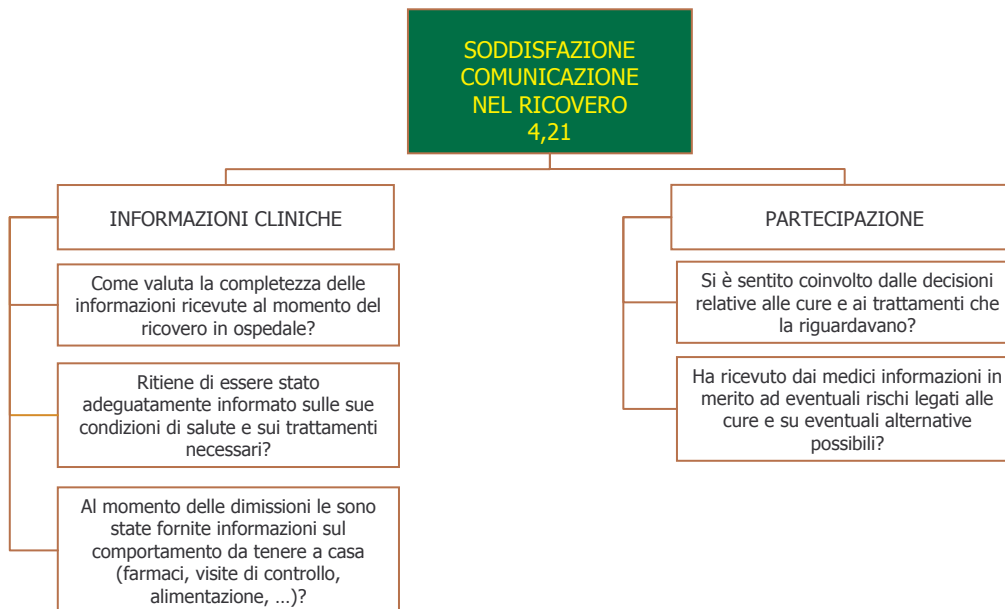 SODDISFAZIONE
COMUNICAZIONE
NEL RICOVERO
4,21
INFORMAZIONI CLINICHE
Come valuta la completezza delle
informazioni ricevute al momento del
ricovero in ospedale?
Ritiene di essere stato
adeguatamente informato sulle sue
condizioni di salute e sui trattamenti
necessari?
Al momento delle dimissioni le sono
state fornite informazioni sul
comportamento da tenere a casa
(farmaci, visite di controllo,
alimentazione, …)?
PARTECIPAZIONE
Si è sentito coinvolto dalle decisioni
relative alle cure e ai trattamenti che
la riguardavano?
Ha ricevuto dai medici informazioni in
merito ad eventuali rischi legati alle
cure e su eventuali alternative
possibili?